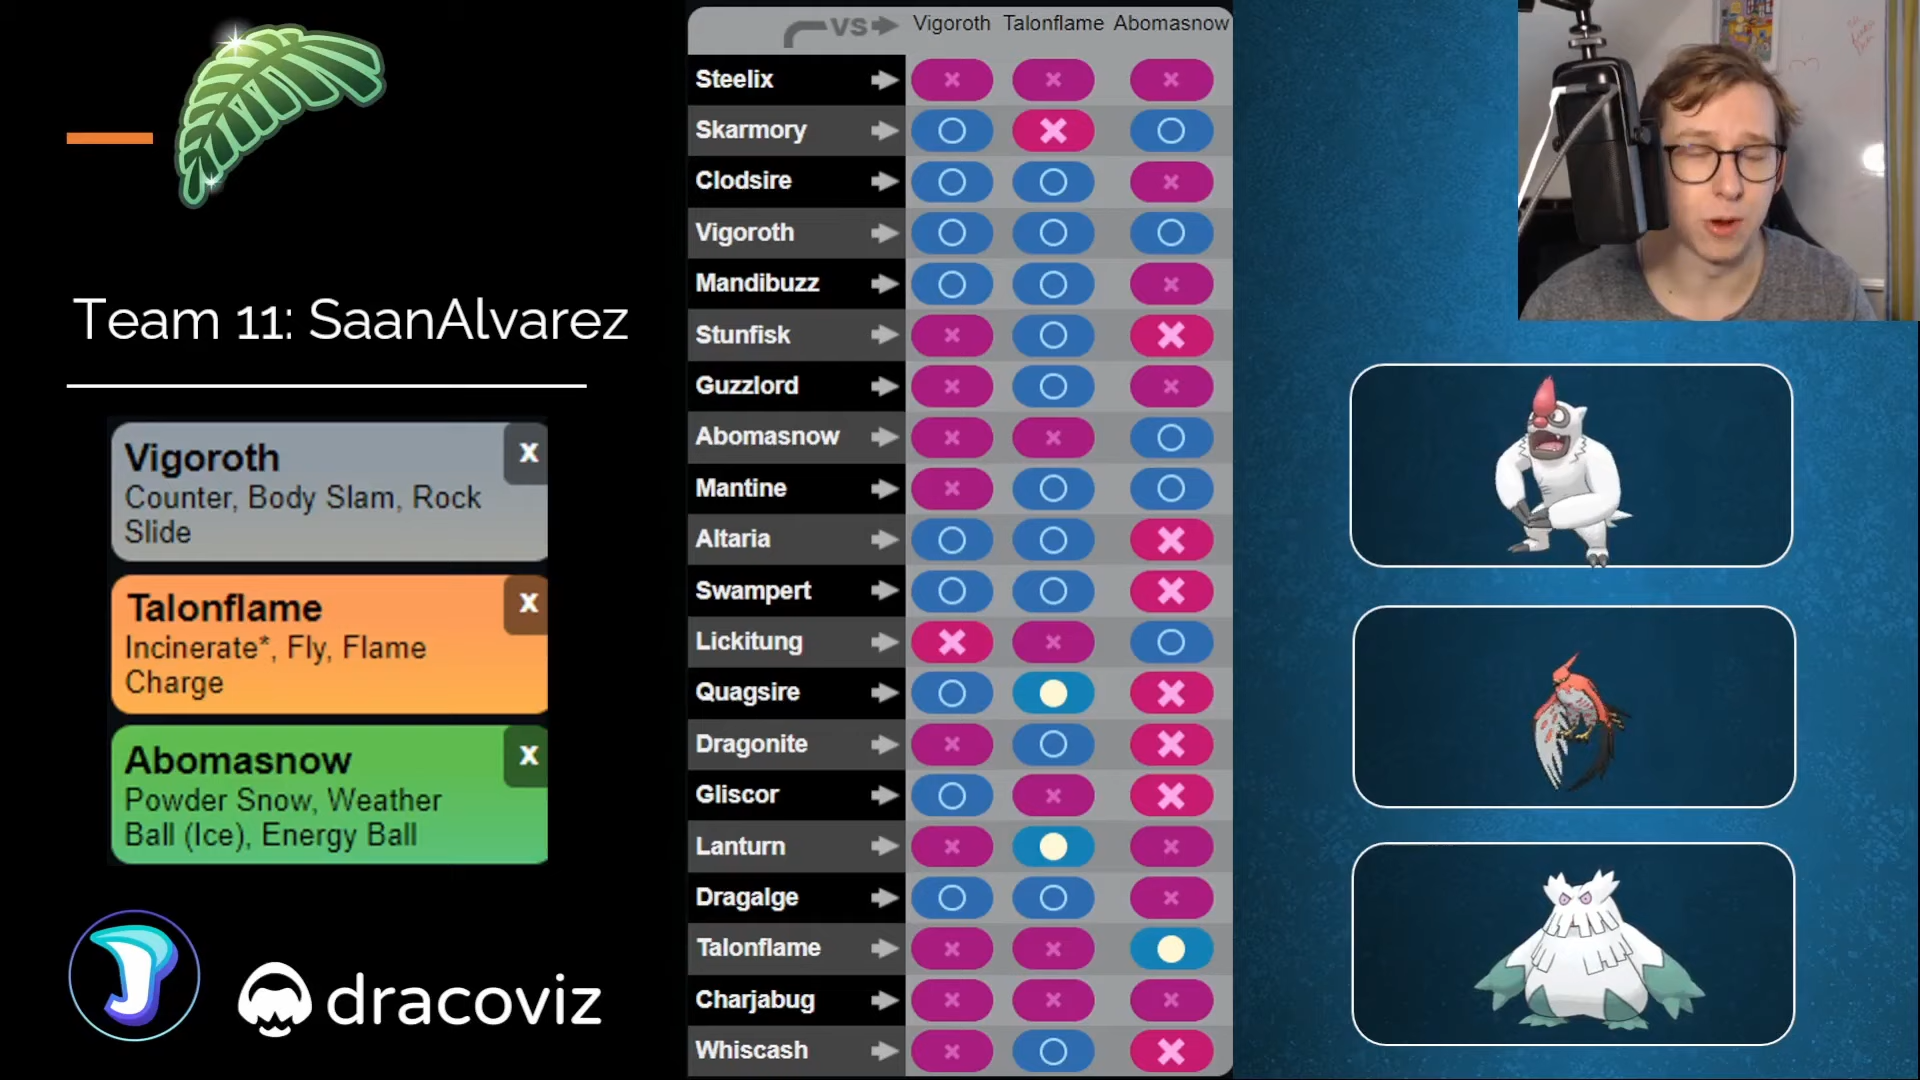 Team 11: SaanAlvarez
Vigoroth
X
Counter, Body Slam, Rock
Slide
Talonflame
X
Incinerate*, Fly, Flame
Charge
Abomasnow
X
Powder Snow, Weather
Ball (Ice), Energy Ball
dracoviz
VS Vigoroth Talonflame Abomasnow
Steelix
Skarmory
Clodsire
Vigoroth
Mandibuzz
Stunfisk
Guzzlord
Abomasnow
Mantine
Altaria
Swampert
Lickitung
Quagsire
Dragonite
Gliscor
Lanturn
Dragalge
Talonflame
Charjabug
Whiscash